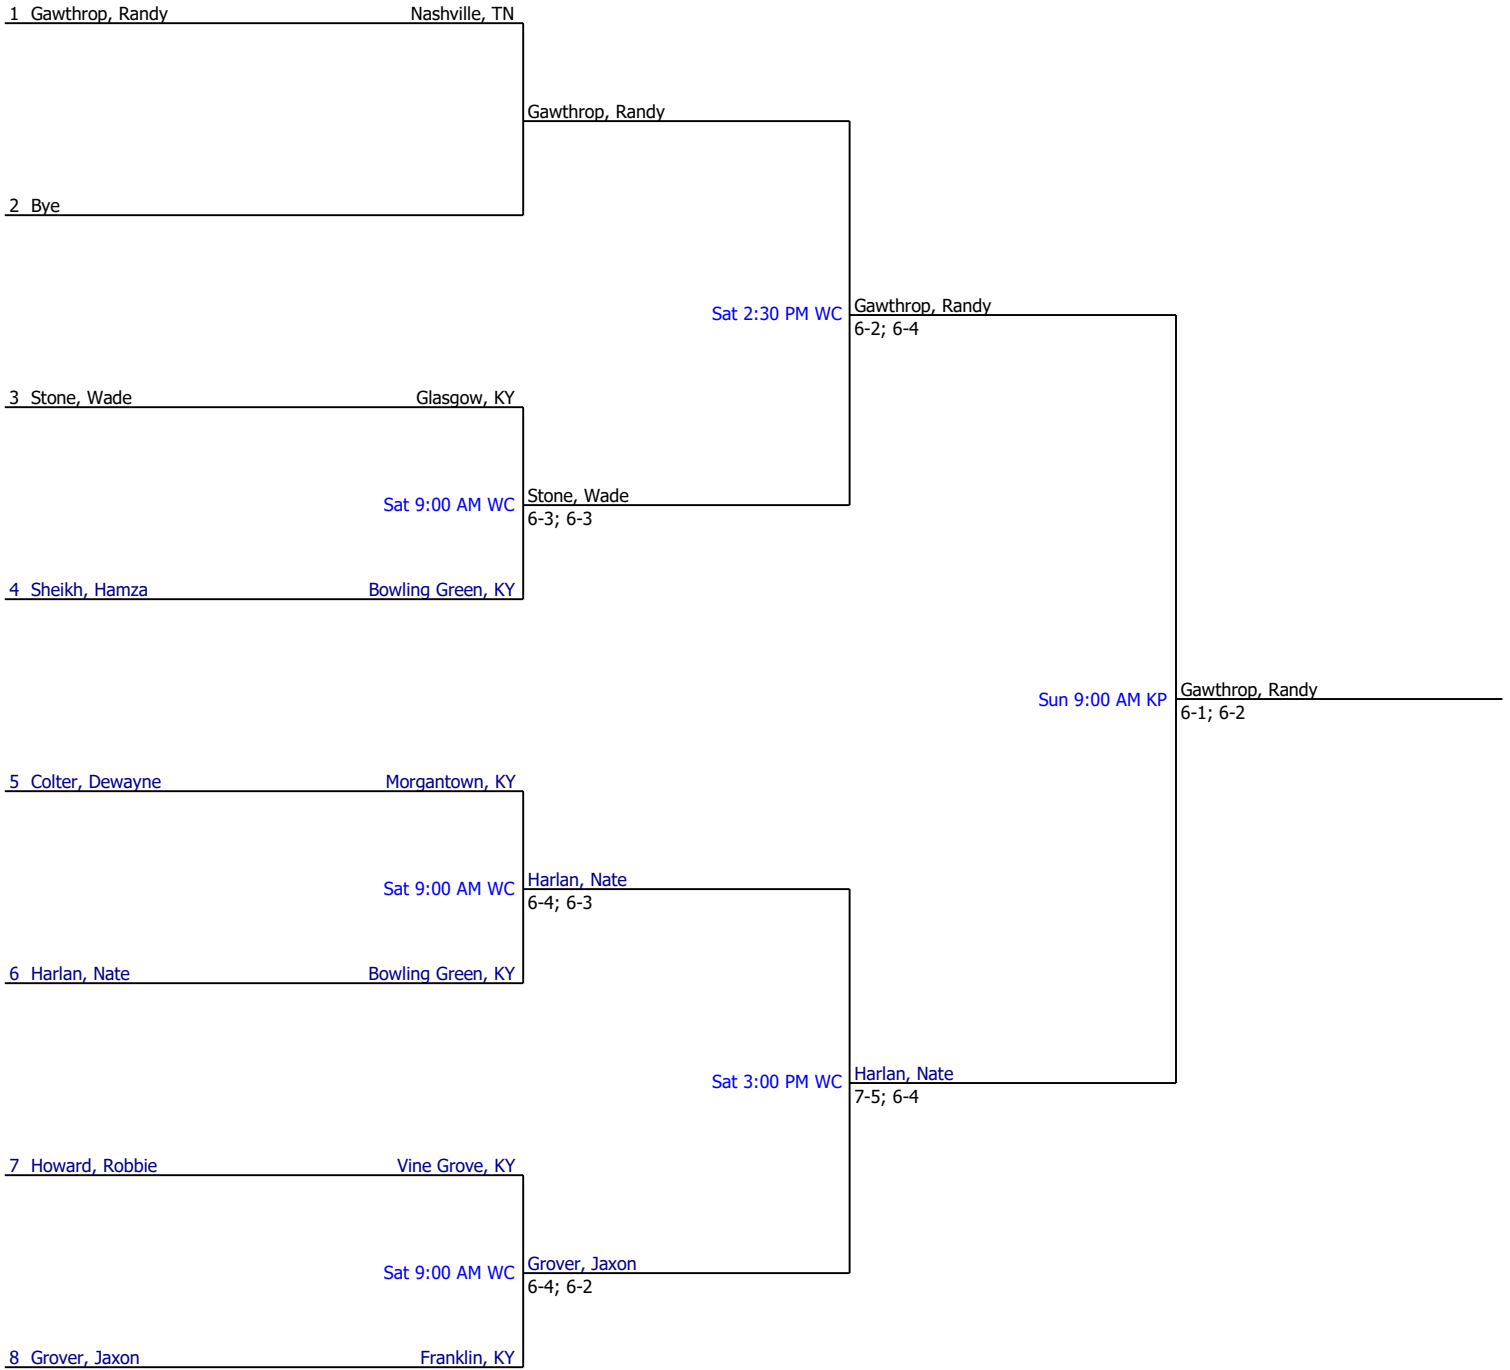 1 Gawthrop, Randy Nashville, TN
Gawthrop, Randy
2 Bye
Sat 2:30 PM WC
Gawthrop, Randy
6-2; 6-4
3 Stone, Wade Glasgow, KY
Sat 9:00 AM WC
Stone, Wade
6-3; 6-3
4 Sheikh, Hamza Bowling Green, KY
Sun 9:00 AM KP
Gawthrop, Randy
6-1; 6-2
5 Colter, Dewayne Morgantown, KY
Sat 9:00 AM WC
Harlan, Nate
6-4; 6-3
6 Harlan, Nate Bowling Green, KY
Sat 3:00 PM WC
Harlan, Nate
7-5; 6-4
7 Howard, Robbie Vine Grove, KY
Sat 9:00 AM WC
Grover, Jaxon
6-4; 6-2
8 Grover, Jaxon Franklin, KY